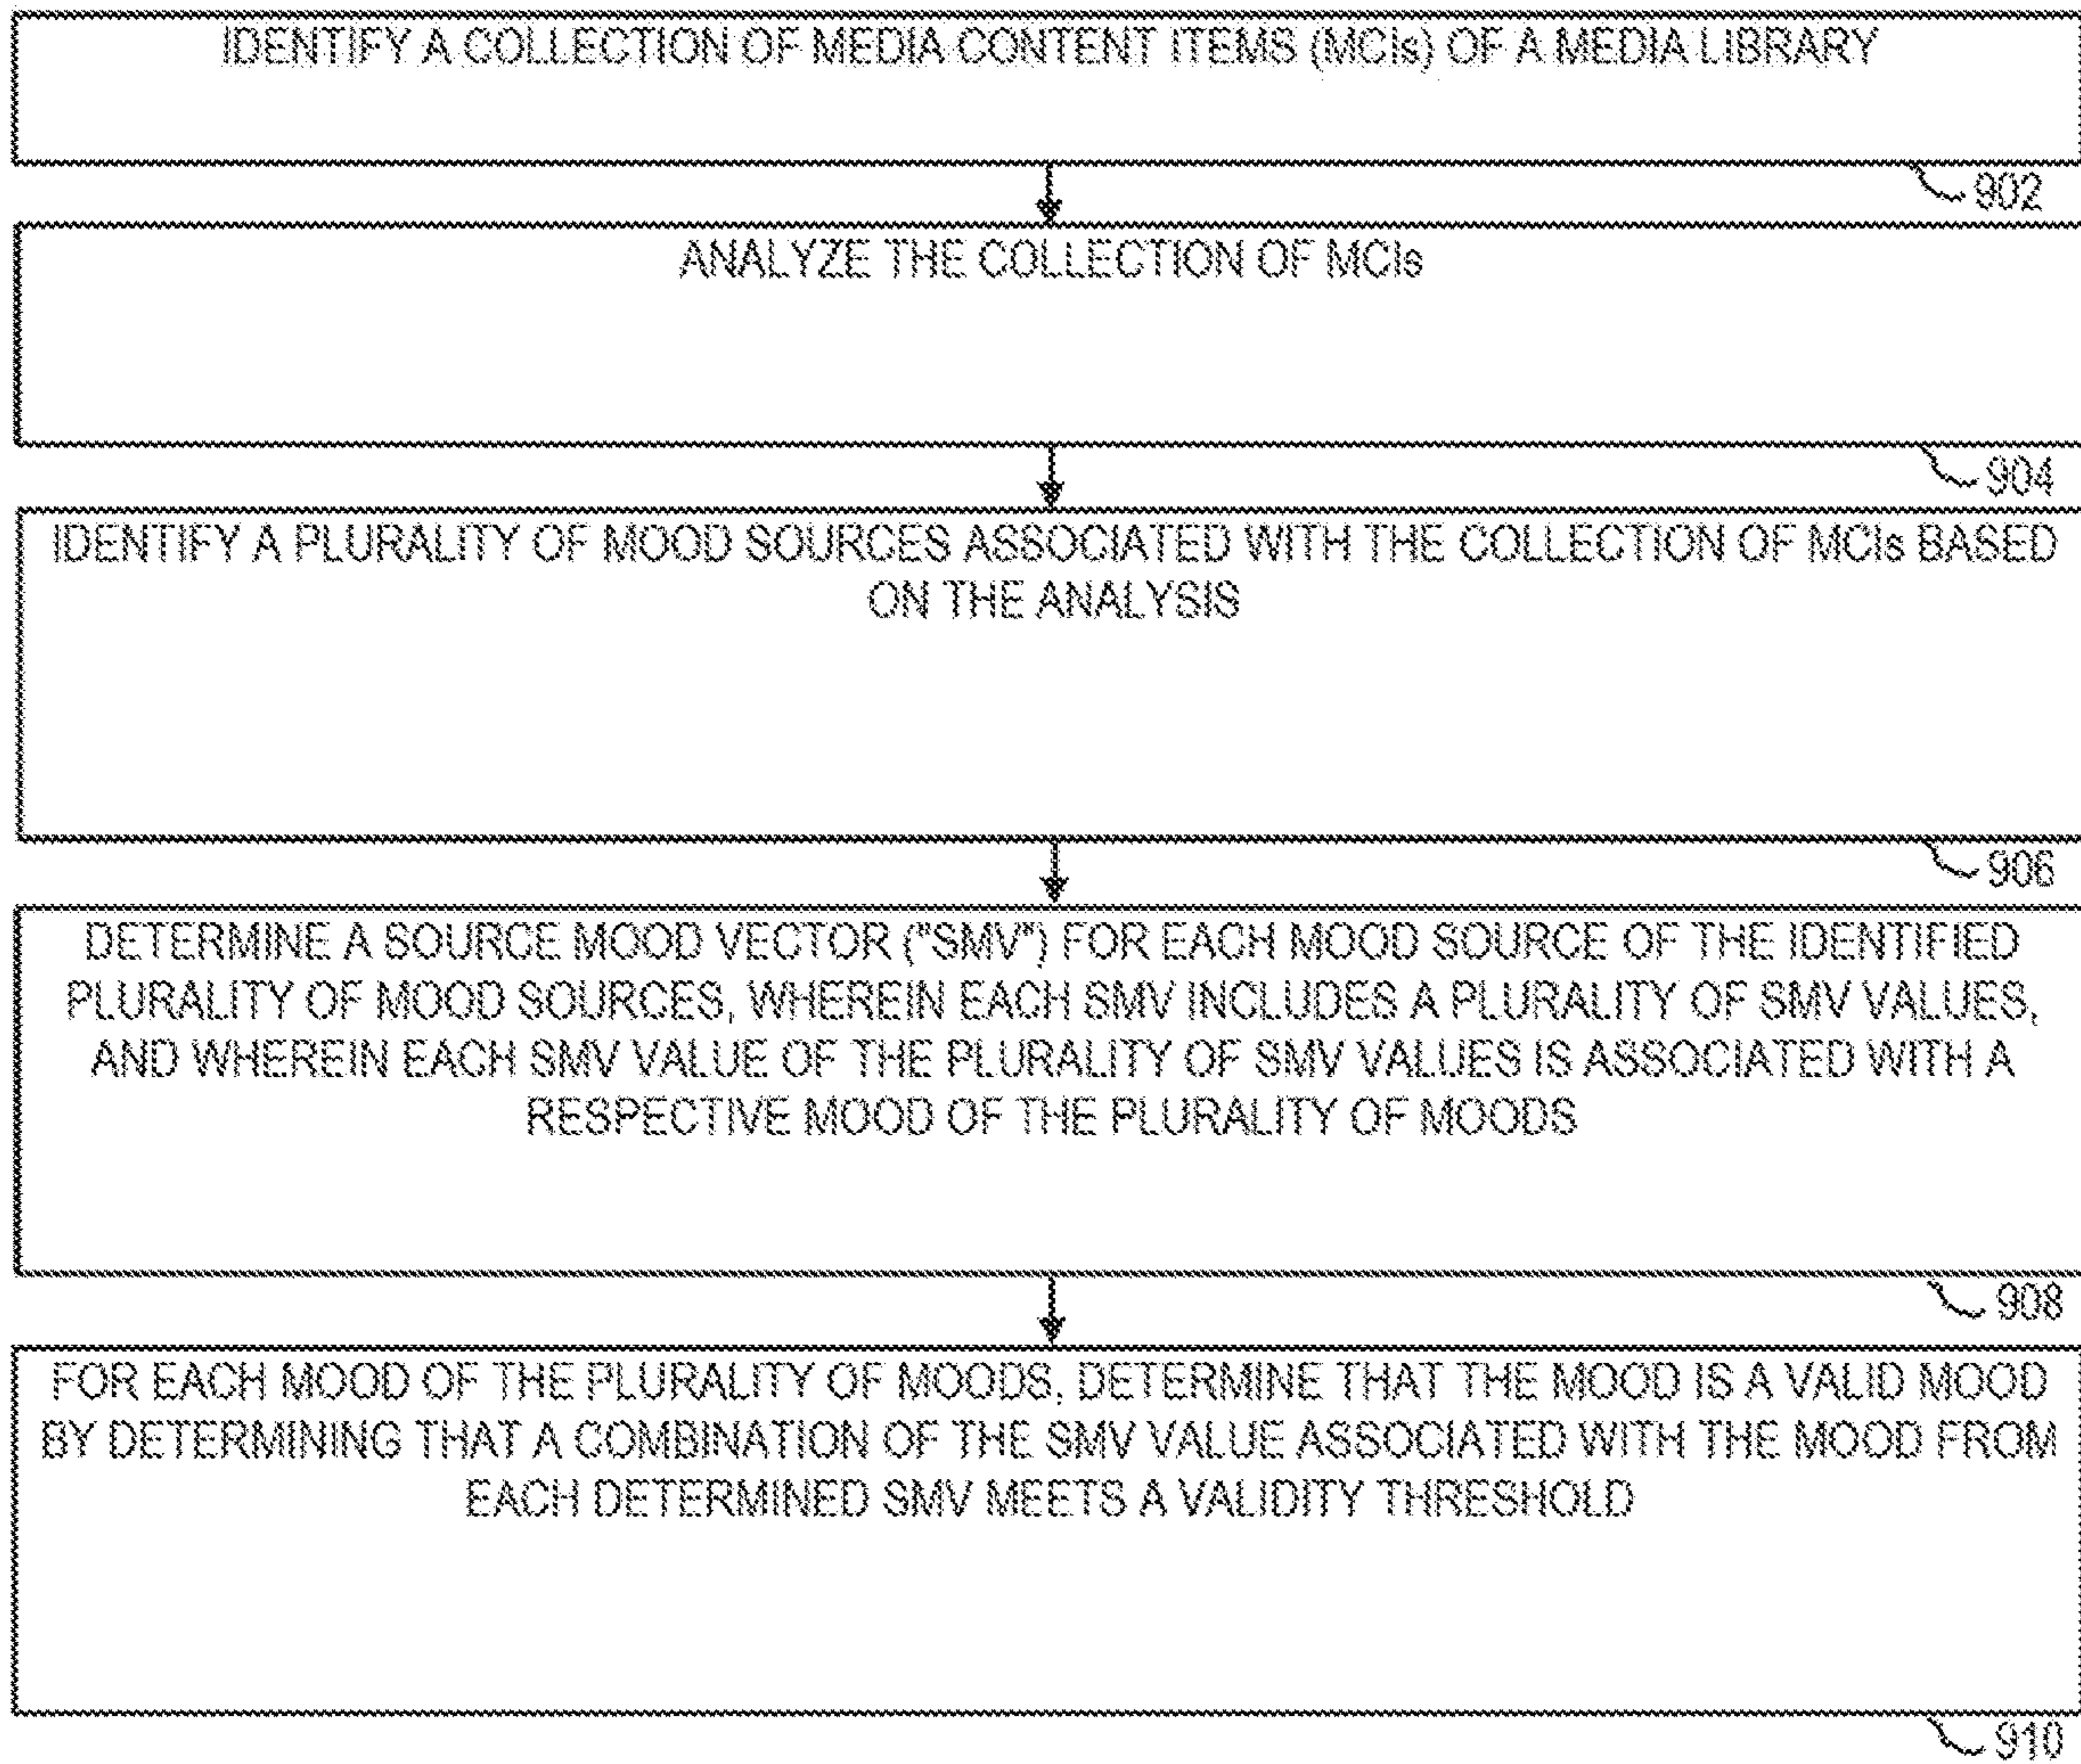 IDENTIFY A COLLECTION OF MEDIA CONTENT ITEMS (MCIs) OF A MEDIA LIBRARY
902
ANALYZE THE COLLECTION OF MCIs
904
IDENTIFY A PLURALITY OF MOOD SOURCES ASSOCIATED WITH THE COLLECTION OF MCIs BASED
ON THE ANALYSIS
906
DETERMINE A SOURCE MOOD VECTOR ("SMV") FOR EACH MOOD SOURCE OF THE IDENTIFIED
PLURALITY OF MOOD SOURCES, WHEREIN EACH SMV INCLUDES A PLURALITY OF SMV VALUES,
AND WHEREIN EACH SMV VALUE OF THE PLURALITY OF SMV VALUES IS ASSOCIATED WITH A
RESPECTIVE MOOD OF THE PLURALITY OF MOODS
908
FOR EACH MOOD OF THE PLURALITY OF MOODS, DETERMINE THAT THE MOOD IS A VALID MOOD
BY DETERMINING THAT A COMBINATION OF THE SMV VALUE ASSOCIATED WITH THE MOOD FROM
EACH DETERMINED SMV MEETS A VALIDITY THRESHOLD
910